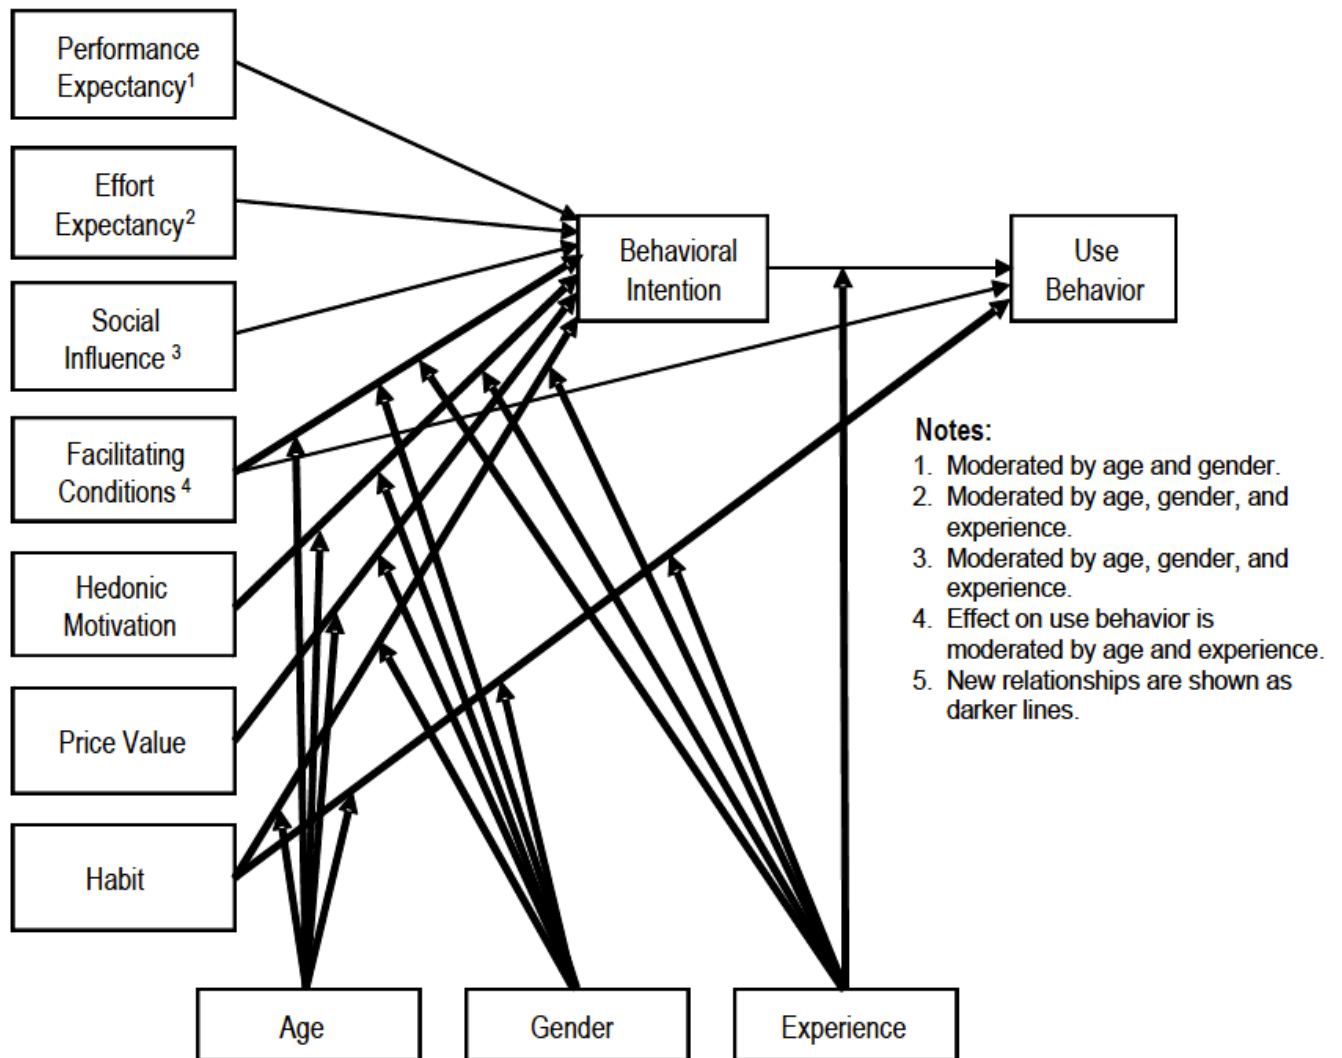 Performance
Expectancy¹
Effort
Expectancy²
Social
Influence ³
Facilitating
Conditions ⁴
Hedonic
Motivation
Price Value
Habit
Behavioral
Intention
Use
Behavior
Notes:
1. Moderated by age and gender.
2. Moderated by age, gender, and
experience.
3. Moderated by age, gender, and
experience.
4. Effect on use behavior is
moderated by age and experience.
5. New relationships are shown as
darker lines.
Age
Gender
Experience